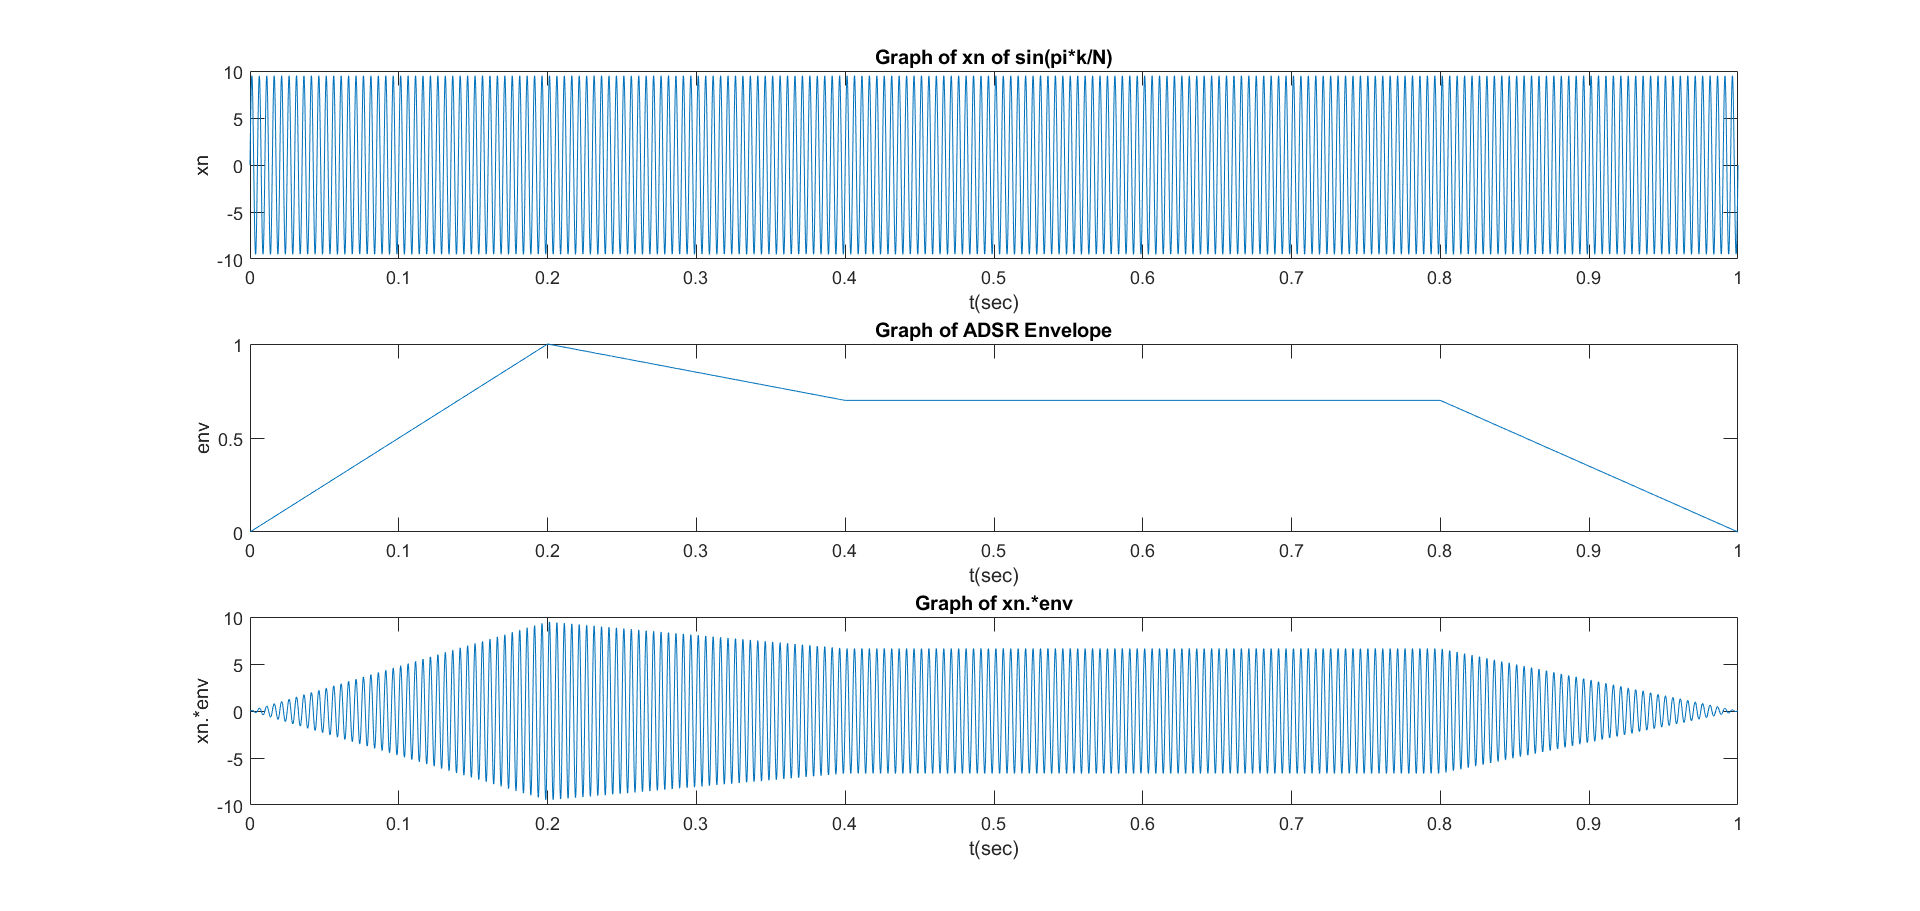 Graph of xn of sin(pi*k/N)
10
5
0
-5
-10
xn
0 0.1 0.2 0.3 0.4 0.5 0.6 0.7 0.8 0.9 1
t(sec)
Graph of ADSR Envelope
1
0.5
0
env
0 0.1 0.2 0.3 0.4 0.5 0.6 0.7 0.8 0.9 1
t(sec)
Graph of xn.*env
10
5
0
-5
-10
xn.*env
0 0.1 0.2 0.3 0.4 0.5 0.6 0.7 0.8 0.9 1
t(sec)